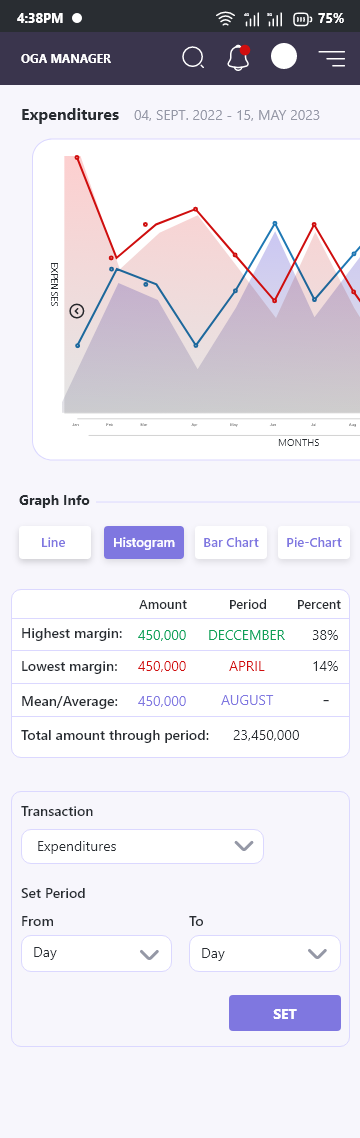 4:38PM 75%
OGA MANAGER
Expenditures 04, SEPT. 2022 - 15, MAY 2023
EXPENSES
Jan Feb Mar Apr May Jun Jul Aug
MONTHS
Graph Info
Line Histogram Bar Chart Pie-Chart
Amount Period Percent
Highest margin: 450,000 DECCEMBER 38%
Lowest margin: 450,000 APRIL 14%
Mean/Average: 450,000 AUGUST -
Total amount through period: 23,450,000
Transaction
Expenditures
Set Period
From To
Day Day
SET